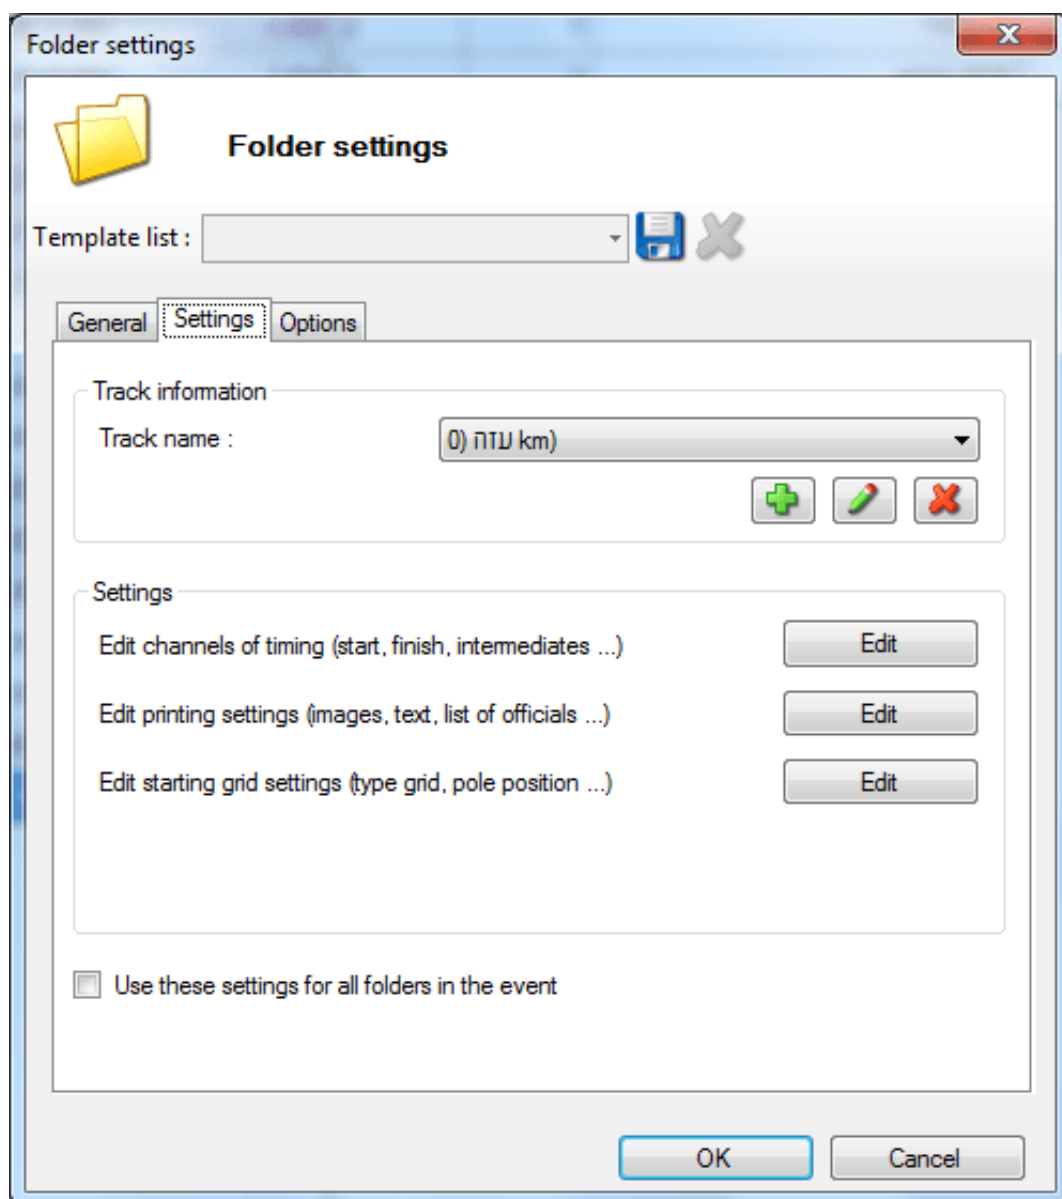 Folder settings
Folder settings
Template list :
General Settings Options
Track information
Track name : עזה (0 km)
Settings
Edit channels of timing (start, finish, intermediates ...) Edit
Edit printing settings (images, text, list of officials ...) Edit
Edit starting grid settings (type grid, pole position ...) Edit
Use these settings for all folders in the event
OK Cancel